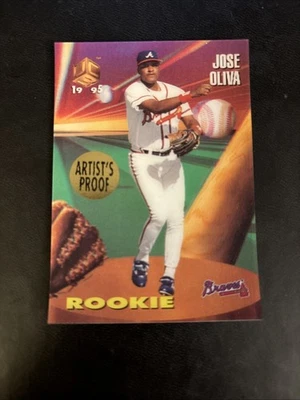 JOSE
OLIVA
19 95
ARTIST'S
PROOF
ROOKIE
Braves